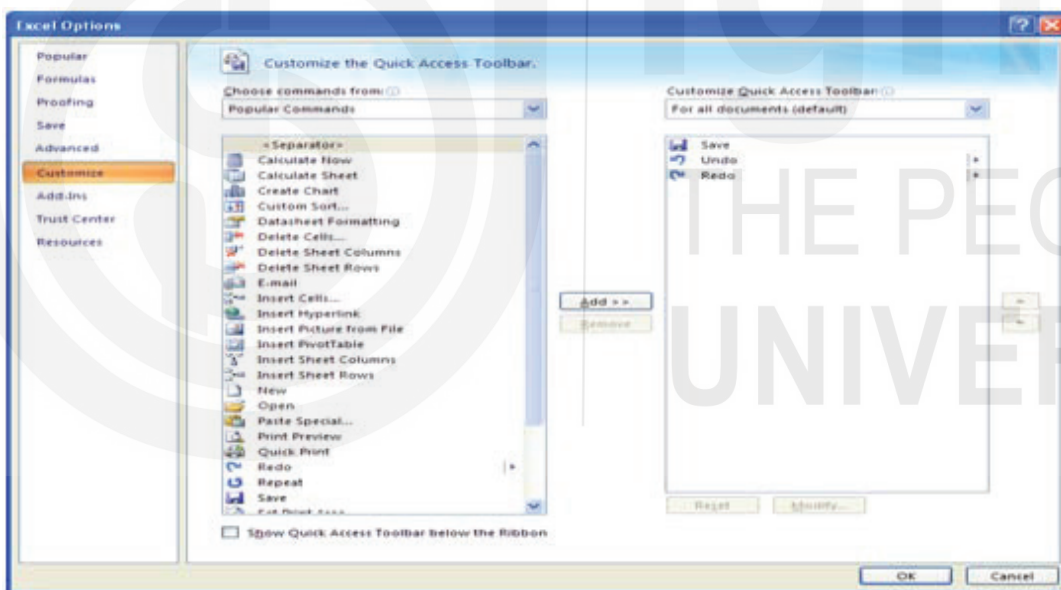 Excel Options
Popular
Formulas
Proofing
Save
Advanced
Customize
Add-Ins
Trust Center
Resources
Customize the Quick Access Toolbar.
Choose commands from:
Popular Commands
<Separator>
Calculate Now
Calculate Sheet
Create Chart
Custom Sort...
Datasheet Formatting
Delete Cells...
Delete Sheet Columns
Delete Sheet Rows
E-mail
Insert Cells...
Insert Hyperlink
Insert Picture from File
Insert PivotTable
Insert Sheet Columns
Insert Sheet Rows
New
Open
Paste Special...
Print Preview
Quick Print
Redo
Repeat
Save
Set Print Area
Show Quick Access Toolbar below the Ribbon
Add >>
Remove
Customize Quick Access Toolbar:
For all documents (default)
Save
Undo
Redo
Reset
Modify...
OK
Cancel
THE PEO
UNIVER